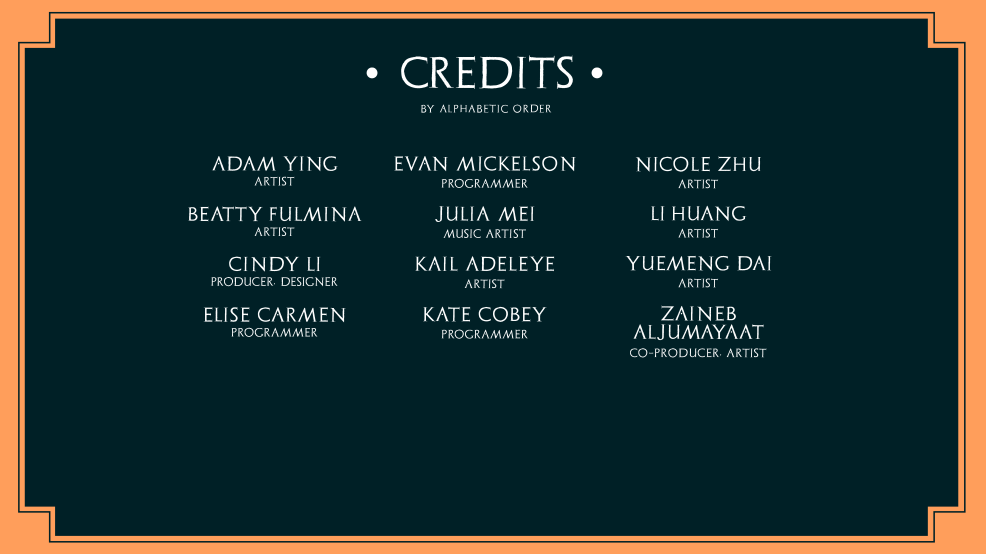 • CREDITS •
BY ALPHABETIC ORDER
ADAM YING
ARTIST
BEATTY FULMINA
ARTIST
CINDY LI
PRODUCER, DESIGNER
ELISE CARMEN
PROGRAMMER
EVAN MICKELSON
PROGRAMMER
JULIA MEI
MUSIC ARTIST
KAIL ADELEYE
ARTIST
KATE COBEY
PROGRAMMER
NICOLE ZHU
ARTIST
LI HUANG
ARTIST
YUEMENG DAI
ARTIST
ZAINEB
ALJUMAYAAT
CO-PRODUCER, ARTIST